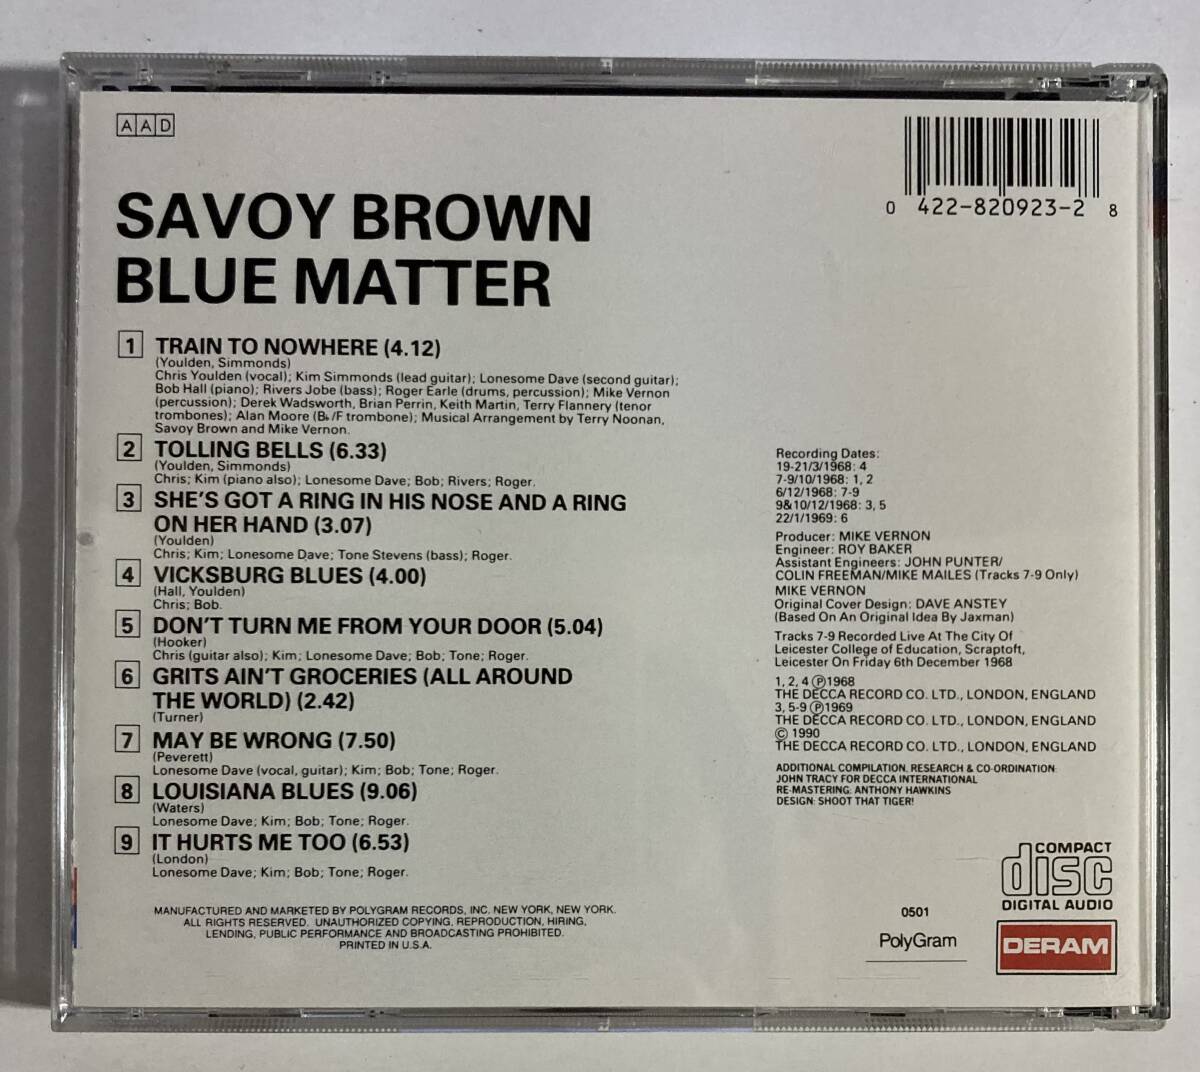 AAD
0 422-820923-2 8
SAVOY BROWN
BLUE MATTER
1 TRAIN TO NOWHERE (4.12)
(Youlden, Simmonds)
Chris Youlden (vocal); Kim Simmonds (lead guitar); Lonesome Dave (second guitar);
Bob Hall (piano); Rivers Jobe (bass); Roger Earle (drums, percussion); Mike Vernon
(percussion); Derek Wadsworth, Brian Perrin, Keith Martin, Terry Flannery (tenor
trombones); Alan Moore (B♭/F trombone); Musical Arrangement by Terry Noonan,
Savoy Brown and Mike Vernon.
2 TOLLING BELLS (6.33)
(Youlden, Simmonds)
Chris; Kim (piano also); Lonesome Dave; Bob; Rivers; Roger.
3 SHE'S GOT A RING IN HIS NOSE AND A RING
ON HER HAND (3.07)
(Youlden)
Chris; Kim; Lonesome Dave; Tone Stevens (bass); Roger.
4 VICKSBURG BLUES (4.00)
(Hall, Youlden)
Chris; Bob.
5 DON'T TURN ME FROM YOUR DOOR (5.04)
(Hooker)
Chris (guitar also); Kim; Lonesome Dave; Bob; Tone; Roger.
6 GRITS AIN'T GROCERIES (ALL AROUND
THE WORLD) (2.42)
(Turner)
7 MAY BE WRONG (7.50)
(Peverett)
Lonesome Dave (vocal, guitar); Kim; Bob; Tone; Roger.
8 LOUISIANA BLUES (9.06)
(Waters)
Lonesome Dave; Kim; Bob; Tone; Roger.
9 IT HURTS ME TOO (6.53)
(London)
Lonesome Dave; Kim; Bob; Tone; Roger.
MANUFACTURED AND MARKETED BY POLYGRAM RECORDS, INC. NEW YORK, NEW YORK.
ALL RIGHTS RESERVED. UNAUTHORIZED COPYING, REPRODUCTION, HIRING,
LENDING, PUBLIC PERFORMANCE AND BROADCASTING PROHIBITED.
PRINTED IN U.S.A.
Recording Dates:
19-21/3/1968: 4
7-9/10/1968: 1, 2
6/12/1968: 7-9
9&10/12/1968: 3, 5
22/1/1969: 6
Producer: MIKE VERNON
Engineer: ROY BAKER
Assistant Engineers: JOHN PUNTER/
COLIN FREEMAN/MIKE MAILES (Tracks 7-9 Only)
MIKE VERNON
Original Cover Design: DAVE ANSTEY
(Based On An Original Idea By Jaxman)
Tracks 7-9 Recorded Live At The City Of
Leicester College of Education, Scraptoft,
Leicester On Friday 6th December 1968
1, 2, 4 ℗1968
THE DECCA RECORD CO. LTD., LONDON, ENGLAND
3, 5-9 ℗1969
THE DECCA RECORD CO. LTD., LONDON, ENGLAND
© 1990
THE DECCA RECORD CO. LTD., LONDON, ENGLAND
ADDITIONAL COMPILATION, RESEARCH & CO-ORDINATION:
JOHN TRACY FOR DECCA INTERNATIONAL
RE-MASTERING: ANTHONY HAWKINS
DESIGN: SHOOT THAT TIGER!
COMPACT
disc
DIGITAL AUDIO
0501
PolyGram
DERAM